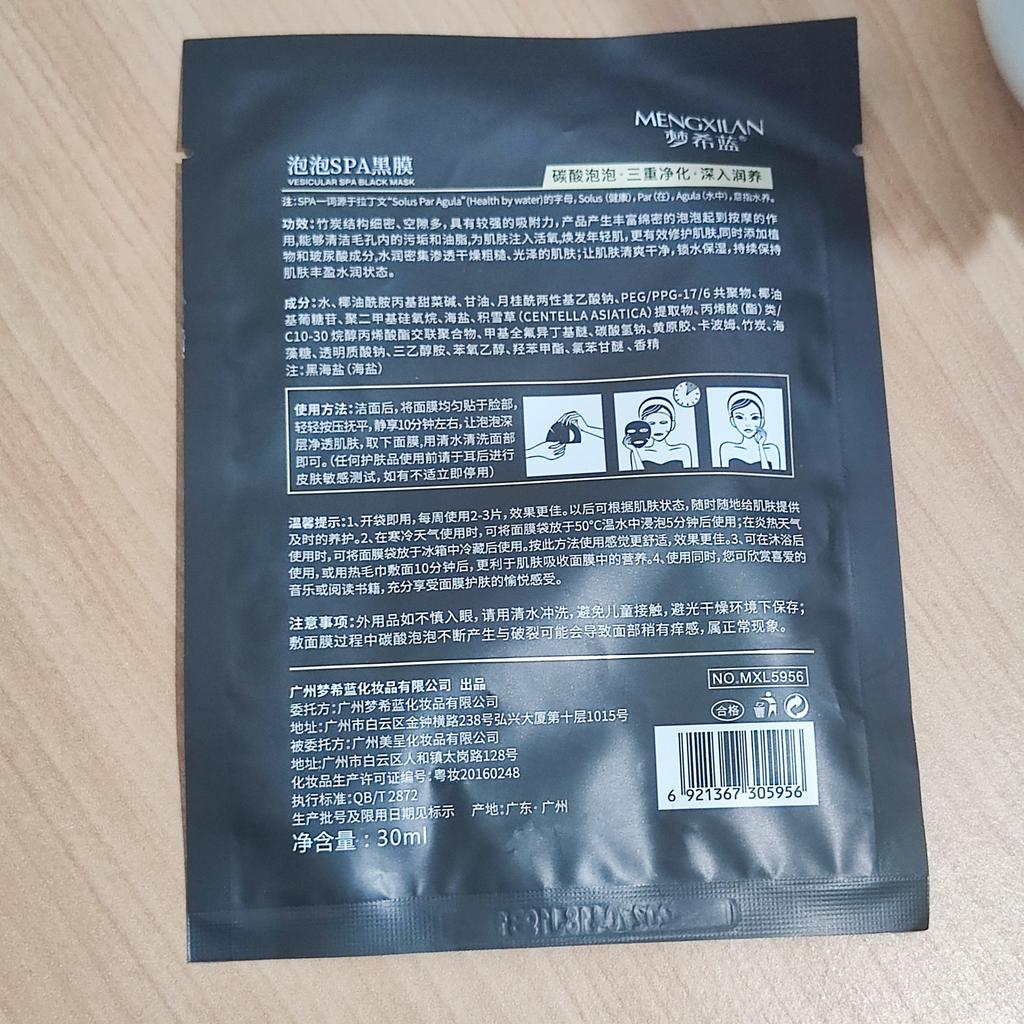 MENGXILAN
梦希蓝®
泡泡SPA黑膜
VESICULAR SPA BLACK MASK
碳酸泡泡·三重净化·深入润养
注:SPA一词源于拉丁文"Solus Par Agula"(Health by water)的字母, Solus (健康), Par (在), Agula (水中), 意指水养。
功效:竹炭结构细密、空隙多,具有较强的吸附力,产品产生丰富绵密的泡泡起到按摩的作
用,能够清洁毛孔内的污垢和油脂,为肌肤注入活氧,焕发年轻肌,更有效修护肌肤,同时添加植
物和玻尿酸成分,水润密集渗透干燥粗糙、光泽的肌肤;让肌肤清爽干净,锁水保湿,持续保持
肌肤丰盈水润状态。
成分:水、椰油酰胺丙基甜菜碱、甘油、月桂酰两性基乙酸钠、PEG/PPG-17/6 共聚物、椰油
基葡糖苷、聚二甲基硅氧烷、海盐、积雪草(CENTELLA ASIATICA)提取物、丙烯酸(酯)类/
C10-30 烷醇丙烯酸酯交联聚合物、甲基全氟异丁基醚、碳酸氢钠、黄原胶、卡波姆、竹炭、海
藻糖、透明质酸钠、三乙醇胺、苯氧乙醇、羟苯甲酯、氯苯甘醚、香精
注:黑海盐(海盐)
使用方法:洁面后,将面膜均匀贴于脸部,
轻轻按压抚平,静享10分钟左右,让泡泡深
层净透肌肤,取下面膜,用清水清洗面部
即可。(任何护肤品使用前请于耳后进行
皮肤敏感测试,如有不适立即停用)
温馨提示:1、开袋即用,每周使用2-3片,效果更佳。以后可根据肌肤状态,随时随地给肌肤提供
及时的养护。2、在寒冷天气使用时,可将面膜袋放于50°C温水中浸泡5分钟后使用;在炎热天气
使用时,可将面膜袋放于冰箱中冷藏后使用。按此方法使用感觉更舒适,效果更佳。3、可在沐浴后
使用,或用热毛巾敷面10分钟后,更利于肌肤吸收面膜中的营养。4、使用同时,您可欣赏喜爱的
音乐或阅读书籍,充分享受面膜护肤的愉悦感受。
注意事项:外用品如不慎入眼,请用清水冲洗,避免儿童接触,避光干燥环境下保存;
敷面膜过程中碳酸泡泡不断产生与破裂可能会导致面部稍有痒感,属正常现象。
广州梦希蓝化妆品有限公司 出品
委托方:广州梦希蓝化妆品有限公司
地址:广州市白云区金钟横路238号弘兴大厦第十层1015号
被委托方:广州美呈化妆品有限公司
地址:广州市白云区人和镇太岗路128号
化妆品生产许可证编号:粤妆20160248
执行标准:QB/T 2872
生产批号及限用日期见标示 产地:广东·广州
净含量:30ml
NO.MXL5956
合格
6 921367 305956